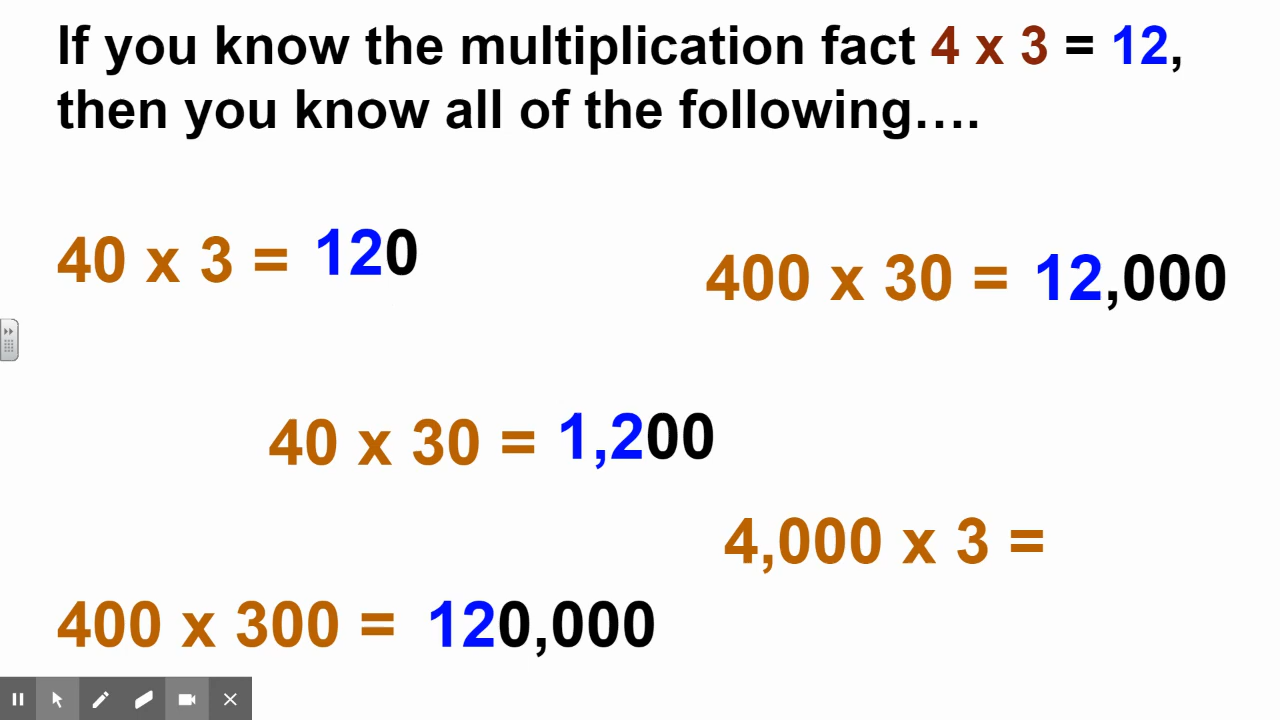 If you know the multiplication fact 4 x 3 = 12,
then you know all of the following….
40 x 3 = 120
400 x 30 = 12,000
40 x 30 = 1,200
4,000 x 3 =
400 x 300 = 120,000